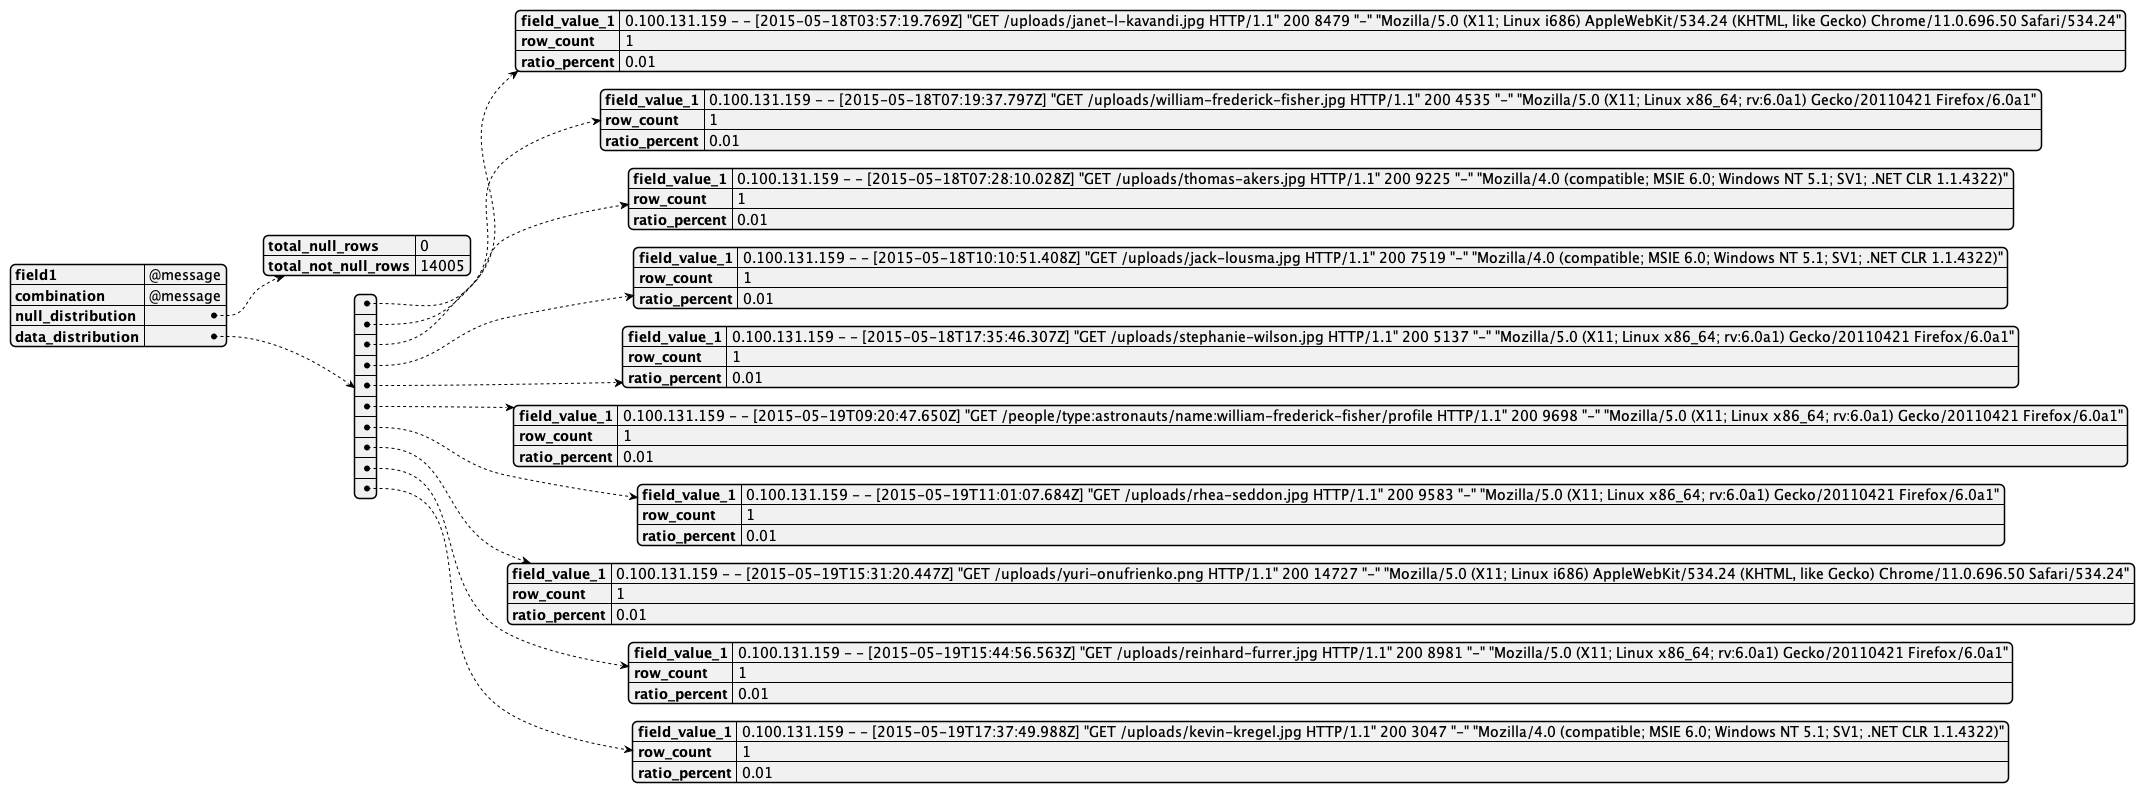 field_value_1 0.100.131.159 - - [2015-05-18T03:57:19.769Z] "GET /uploads/janet-l-kavandi.jpg HTTP/1.1" 200 8479 "-" "Mozilla/5.0 (X11; Linux i686) AppleWebKit/534.24 (KHTML, like Gecko) Chrome/11.0.696.50 Safari/534.24"
row_count 1
ratio_percent 0.01
field_value_1 0.100.131.159 - - [2015-05-18T07:19:37.797Z] "GET /uploads/william-frederick-fisher.jpg HTTP/1.1" 200 4535 "-" "Mozilla/5.0 (X11; Linux x86_64; rv:6.0a1) Gecko/20110421 Firefox/6.0a1"
row_count 1
ratio_percent 0.01
field_value_1 0.100.131.159 - - [2015-05-18T07:28:10.028Z] "GET /uploads/thomas-akers.jpg HTTP/1.1" 200 9225 "-" "Mozilla/4.0 (compatible; MSIE 6.0; Windows NT 5.1; SV1; .NET CLR 1.1.4322)"
row_count 1
ratio_percent 0.01
total_null_rows 0
total_not_null_rows 14005
field1 @message
combination @message
null_distribution
data_distribution
field_value_1 0.100.131.159 - - [2015-05-18T10:10:51.408Z] "GET /uploads/jack-lousma.jpg HTTP/1.1" 200 7519 "-" "Mozilla/4.0 (compatible; MSIE 6.0; Windows NT 5.1; SV1; .NET CLR 1.1.4322)"
row_count 1
ratio_percent 0.01
field_value_1 0.100.131.159 - - [2015-05-18T17:35:46.307Z] "GET /uploads/stephanie-wilson.jpg HTTP/1.1" 200 5137 "-" "Mozilla/5.0 (X11; Linux x86_64; rv:6.0a1) Gecko/20110421 Firefox/6.0a1"
row_count 1
ratio_percent 0.01
field_value_1 0.100.131.159 - - [2015-05-19T09:20:47.650Z] "GET /people/type:astronauts/name:william-frederick-fisher/profile HTTP/1.1" 200 9698 "-" "Mozilla/5.0 (X11; Linux x86_64; rv:6.0a1) Gecko/20110421 Firefox/6.0a1"
row_count 1
ratio_percent 0.01
field_value_1 0.100.131.159 - - [2015-05-19T11:01:07.684Z] "GET /uploads/rhea-seddon.jpg HTTP/1.1" 200 9583 "-" "Mozilla/5.0 (X11; Linux x86_64; rv:6.0a1) Gecko/20110421 Firefox/6.0a1"
row_count 1
ratio_percent 0.01
field_value_1 0.100.131.159 - - [2015-05-19T15:31:20.447Z] "GET /uploads/yuri-onufrienko.png HTTP/1.1" 200 14727 "-" "Mozilla/5.0 (X11; Linux i686) AppleWebKit/534.24 (KHTML, like Gecko) Chrome/11.0.696.50 Safari/534.24"
row_count 1
ratio_percent 0.01
field_value_1 0.100.131.159 - - [2015-05-19T15:44:56.563Z] "GET /uploads/reinhard-furrer.jpg HTTP/1.1" 200 8981 "-" "Mozilla/5.0 (X11; Linux x86_64; rv:6.0a1) Gecko/20110421 Firefox/6.0a1"
row_count 1
ratio_percent 0.01
field_value_1 0.100.131.159 - - [2015-05-19T17:37:49.988Z] "GET /uploads/kevin-kregel.jpg HTTP/1.1" 200 3047 "-" "Mozilla/4.0 (compatible; MSIE 6.0; Windows NT 5.1; SV1; .NET CLR 1.1.4322)"
row_count 1
ratio_percent 0.01